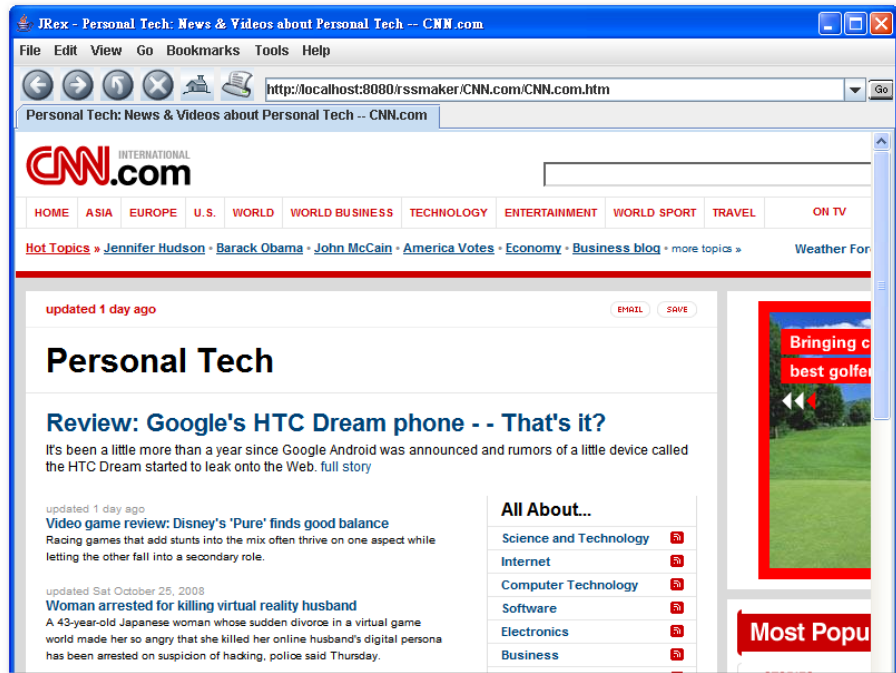 JRex - Personal Tech: News & Videos about Personal Tech -- CNN.com
File Edit View Go Bookmarks Tools Help
http://localhost:8080/rssmaker/CNN.com/CNN.com.htm
Go
Personal Tech: News & Videos about Personal Tech -- CNN.com
CNN.com INTERNATIONAL
HOME ASIA EUROPE U.S. WORLD WORLD BUSINESS TECHNOLOGY ENTERTAINMENT WORLD SPORT TRAVEL ON TV
Hot Topics » Jennifer Hudson • Barack Obama • John McCain • America Votes • Economy • Business blog • more topics » Weather For
updated 1 day ago EMAIL SAVE
Personal Tech
Review: Google's HTC Dream phone - - That's it?
It's been a little more than a year since Google Android was announced and rumors of a little device called
the HTC Dream started to leak onto the Web. full story
updated 1 day ago
Video game review: Disney's 'Pure' finds good balance
Racing games that add stunts into the mix often thrive on one aspect while
letting the other fall into a secondary role.
updated Sat October 25, 2008
Woman arrested for killing virtual reality husband
A 43-year-old Japanese woman whose sudden divorce in a virtual game
world made her so angry that she killed her online husband's digital persona
has been arrested on suspicion of hacking, police said Thursday.
All About...
Science and Technology
Internet
Computer Technology
Software
Electronics
Business
Bringing c
best golfer
Most Popu